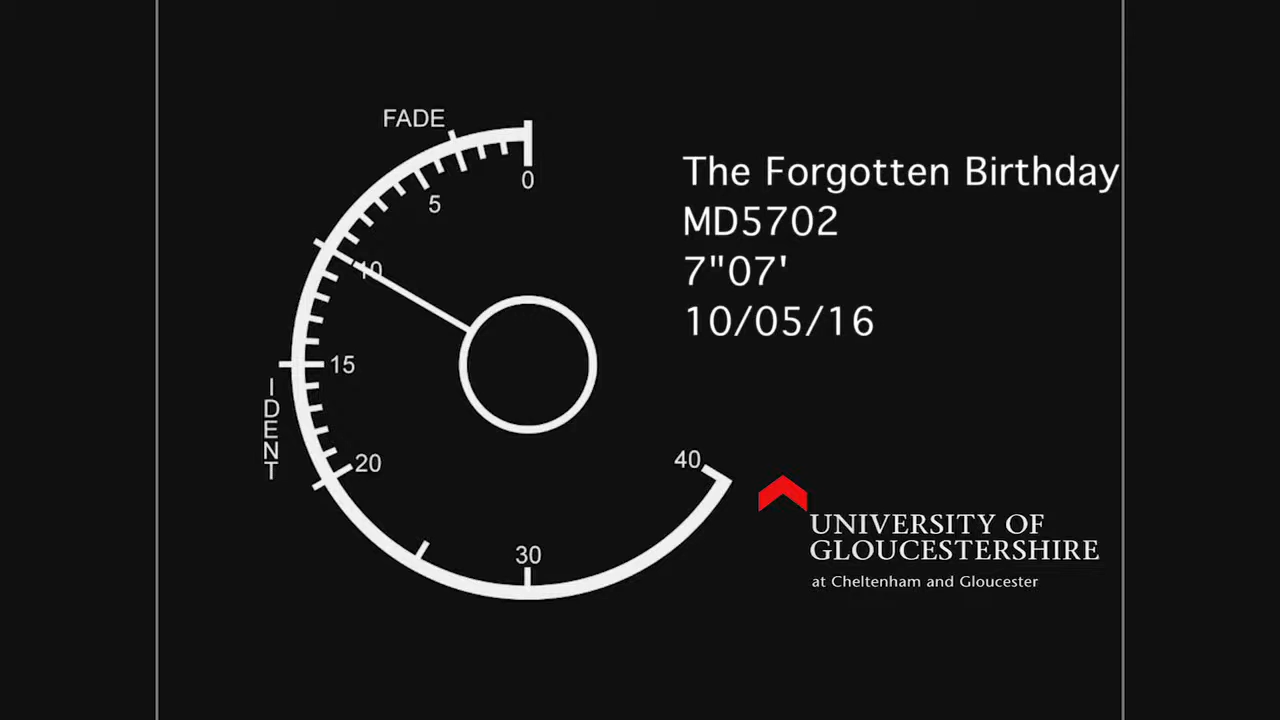 FADE
0
5
10
15
IDENT
20
30
40
The Forgotten Birthday
MD5702
7"07'
10/05/16
UNIVERSITY OF
GLOUCESTERSHIRE
at Cheltenham and Gloucester